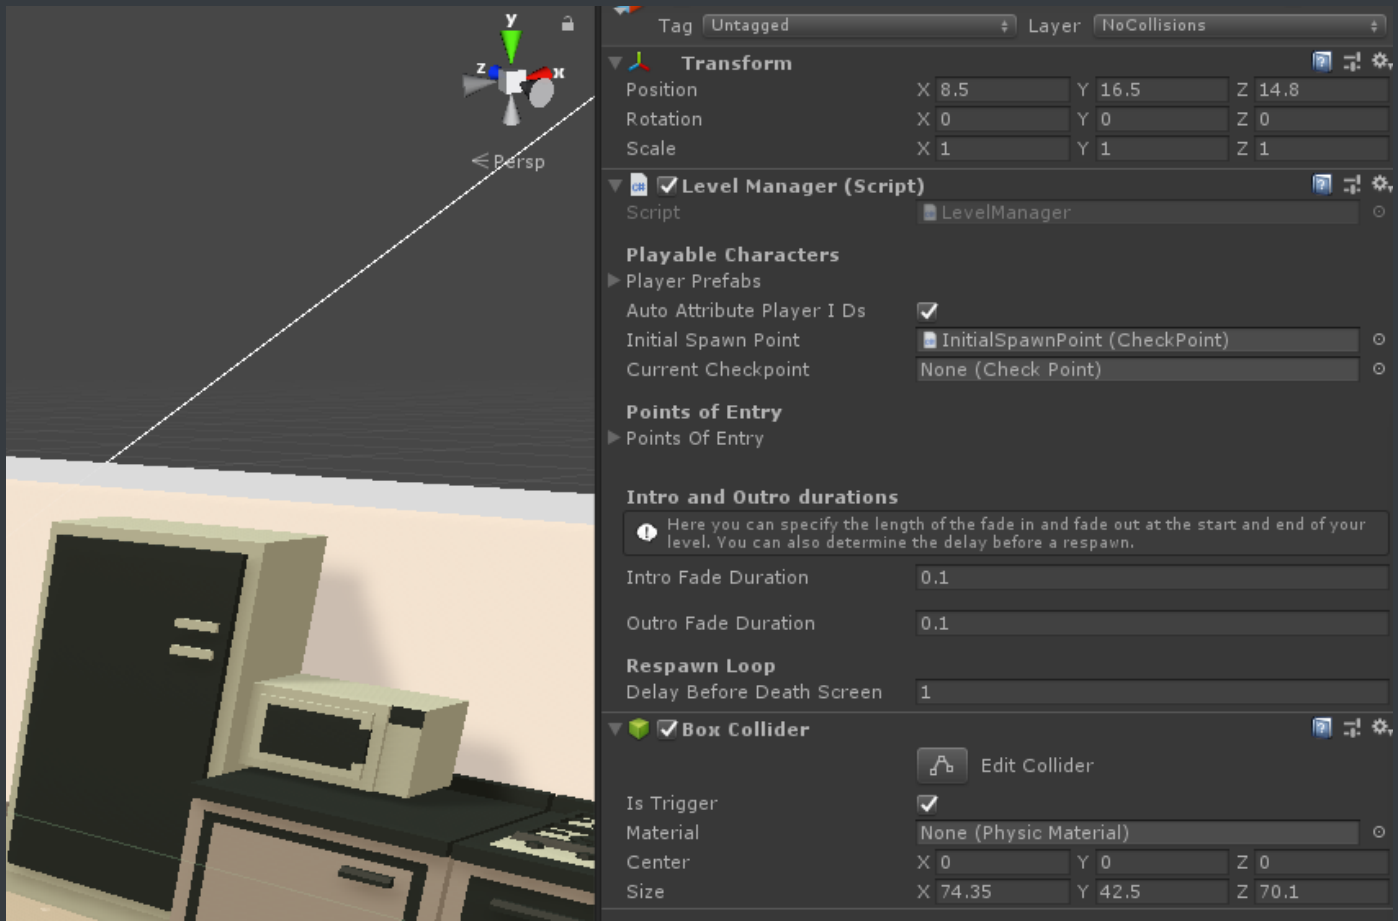 y
z
x
Persp
Tag Untagged Layer NoCollisions
Transform
Position X 8.5 Y 16.5 Z 14.8
Rotation X 0 Y 0 Z 0
Scale X 1 Y 1 Z 1
Level Manager (Script)
Script LevelManager
Playable Characters
Player Prefabs
Auto Attribute Player I Ds
Initial Spawn Point InitialSpawnPoint (CheckPoint)
Current Checkpoint None (Check Point)
Points of Entry
Points Of Entry
Intro and Outro durations
Here you can specify the length of the fade in and fade out at the start and end of your
level. You can also determine the delay before a respawn.
Intro Fade Duration 0.1
Outro Fade Duration 0.1
Respawn Loop
Delay Before Death Screen 1
Box Collider
Edit Collider
Is Trigger
Material None (Physic Material)
Center X 0 Y 0 Z 0
Size X 74.35 Y 42.5 Z 70.1